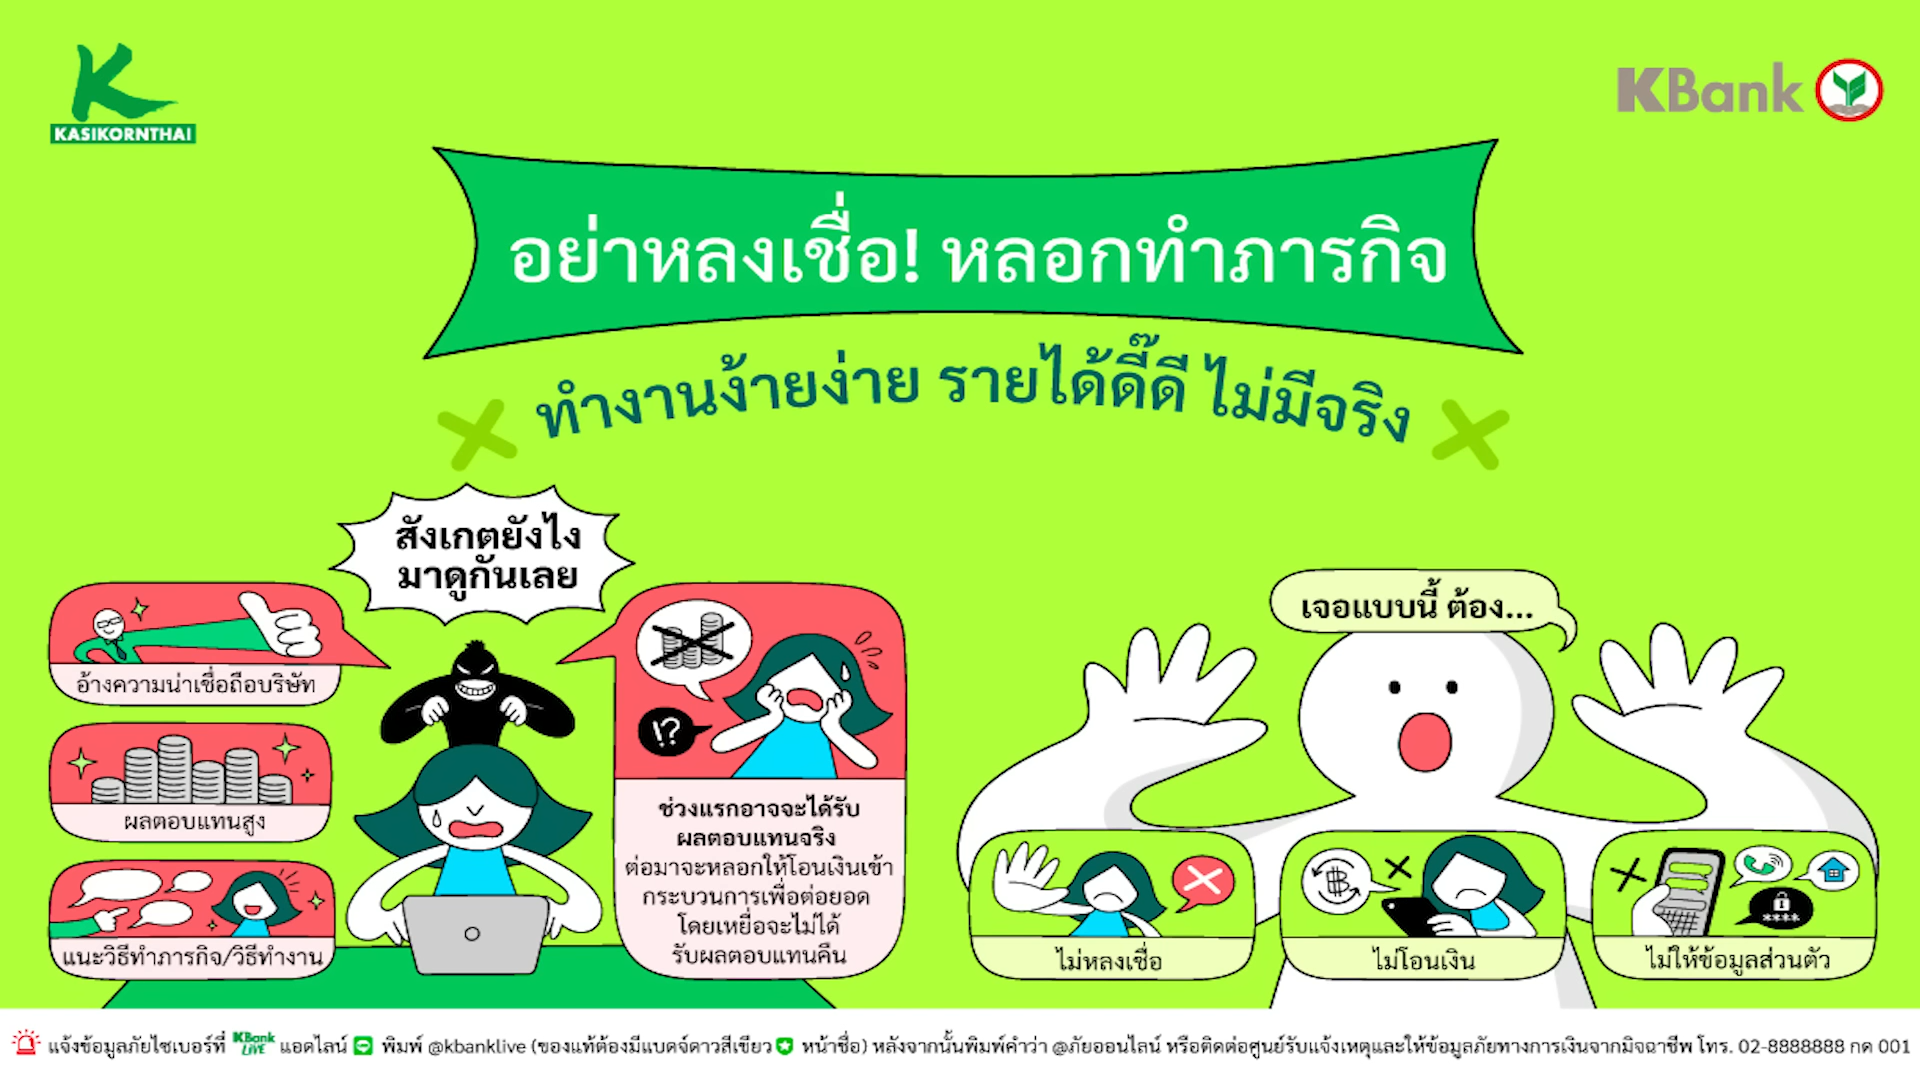 KASIKORNTHAI
KBank
อย่าหลงเชื่อ! หลอกทำภารกิจ
ทำงานง้ายง่าย รายได้ดี๊ดี ไม่มีจริง
สังเกตยังไง
มาดูกันเลย
อ้างความน่าเชื่อถือบริษัท
ผลตอบแทนสูง
แนะวิธีทำภารกิจ/วิธีทำงาน
!?
ช่วงแรกอาจจะได้รับ
ผลตอบแทนจริง
ต่อมาจะหลอกให้โอนเงินเข้า
กระบวนการเพื่อต่อยอด
โดยเหยื่อจะไม่ได้
รับผลตอบแทนคืน
เจอแบบนี้ ต้อง...
ไม่หลงเชื่อ
฿
ไม่โอนเงิน
****
ไม่ให้ข้อมูลส่วนตัว
แจ้งข้อมูลภัยไซเบอร์ที่ KBank LIVE แอดไลน์ พิมพ์ @kbanklive (ของแท้ต้องมีแบดจ์ดาวสีเขียว หน้าชื่อ) หลังจากนั้นพิมพ์คำว่า @ภัยออนไลน์ หรือติดต่อศูนย์รับแจ้งเหตุและให้ข้อมูลภัยทางการเงินจากมิจฉาชีพ โทร. 02-8888888 กด 001